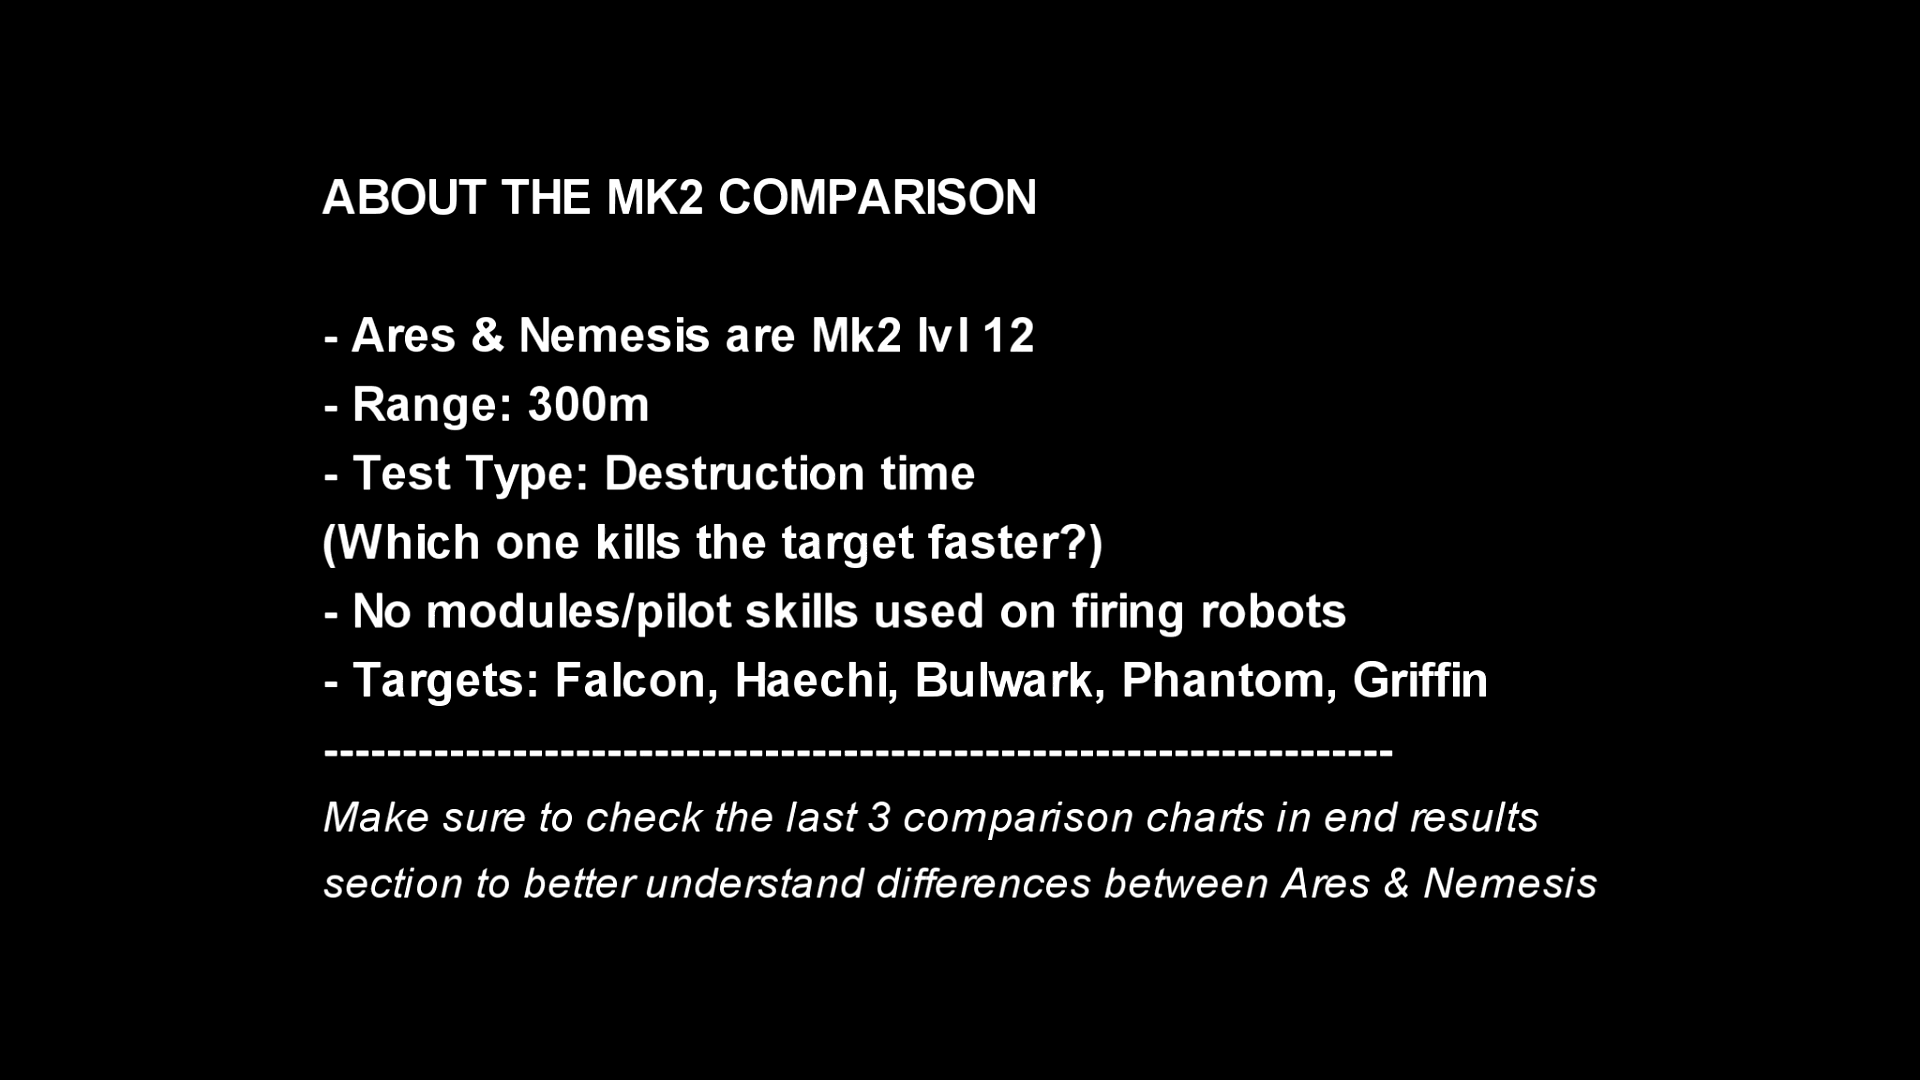 ABOUT THE MK2 COMPARISON
- Ares & Nemesis are Mk2 lvl 12
- Range: 300m
- Test Type: Destruction time
(Which one kills the target faster?)
- No modules/pilot skills used on firing robots
- Targets: Falcon, Haechi, Bulwark, Phantom, Griffin
--------------------------------------------------------------------
Make sure to check the last 3 comparison charts in end results
section to better understand differences between Ares & Nemesis